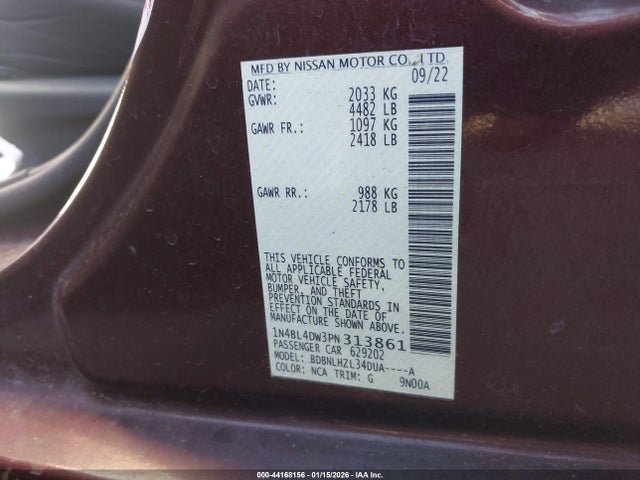 MFD BY NISSAN MOTOR CO., LTD.
DATE: 09/22
GVWR: 2033 KG
4482 LB
GAWR FR.: 1097 KG
2418 LB
GAWR RR.: 988 KG
2178 LB
THIS VEHICLE CONFORMS TO
ALL APPLICABLE FEDERAL
MOTOR VEHICLE SAFETY,
BUMPER, AND THEFT
PREVENTION STANDARDS IN
EFFECT ON THE DATE OF
MANUFACTURE SHOWN ABOVE.
1N4BL4DW3PN313861
PASSENGER CAR 629202
MODEL: BDBNLHZL34DUA----A
COLOR: NCA TRIM: G 9N00A
000-44168156 - 01/15/2026 - IAA Inc.